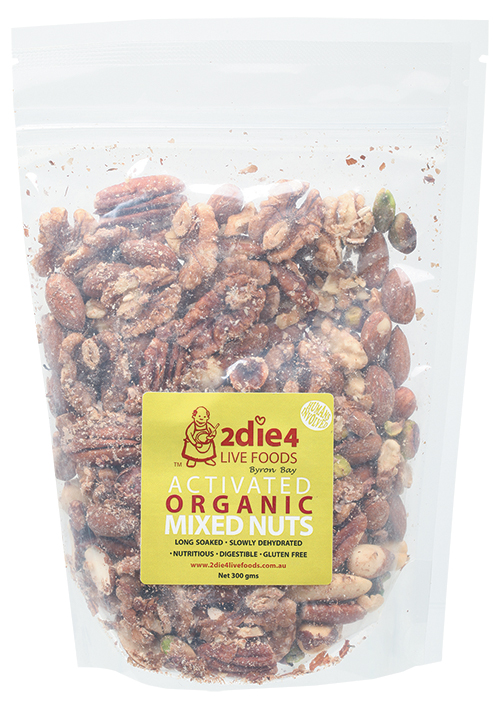 2die4
LIVE FOODS
Byron Bay
TM
ACTIVATED
ORGANIC
MIXED NUTS
LONG SOAKED • SLOWLY DEHYDRATED
• NUTRITIOUS • DIGESTIBLE • GLUTEN FREE
www.2die4livefoods.com.au
Net 300 gms